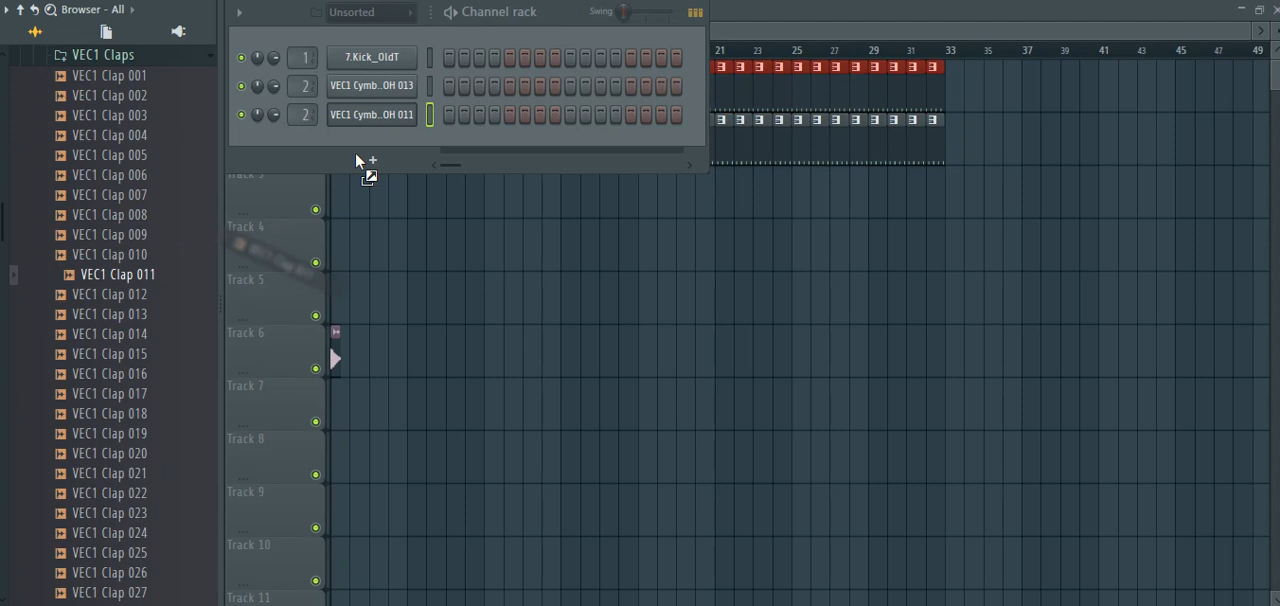 Browser - All
Unsorted
Channel rack
Swing
VEC1 Claps
VEC1 Clap 001
VEC1 Clap 002
VEC1 Clap 003
VEC1 Clap 004
VEC1 Clap 005
VEC1 Clap 006
VEC1 Clap 007
VEC1 Clap 008
VEC1 Clap 009
VEC1 Clap 010
VEC1 Clap 011
VEC1 Clap 012
VEC1 Clap 013
VEC1 Clap 014
VEC1 Clap 015
VEC1 Clap 016
VEC1 Clap 017
VEC1 Clap 018
VEC1 Clap 019
VEC1 Clap 020
VEC1 Clap 021
VEC1 Clap 022
VEC1 Clap 023
VEC1 Clap 024
VEC1 Clap 025
VEC1 Clap 026
VEC1 Clap 027
1 7.Kick_OldT
2 VEC1 Cymb..OH 013
2 VEC1 Cymb..OH 011
21 23 25 27 29 31 33 35 37 39 41 43 45 47 49
Track 4
Track 5
Track 6
Track 7
Track 8
Track 9
Track 10
Track 11